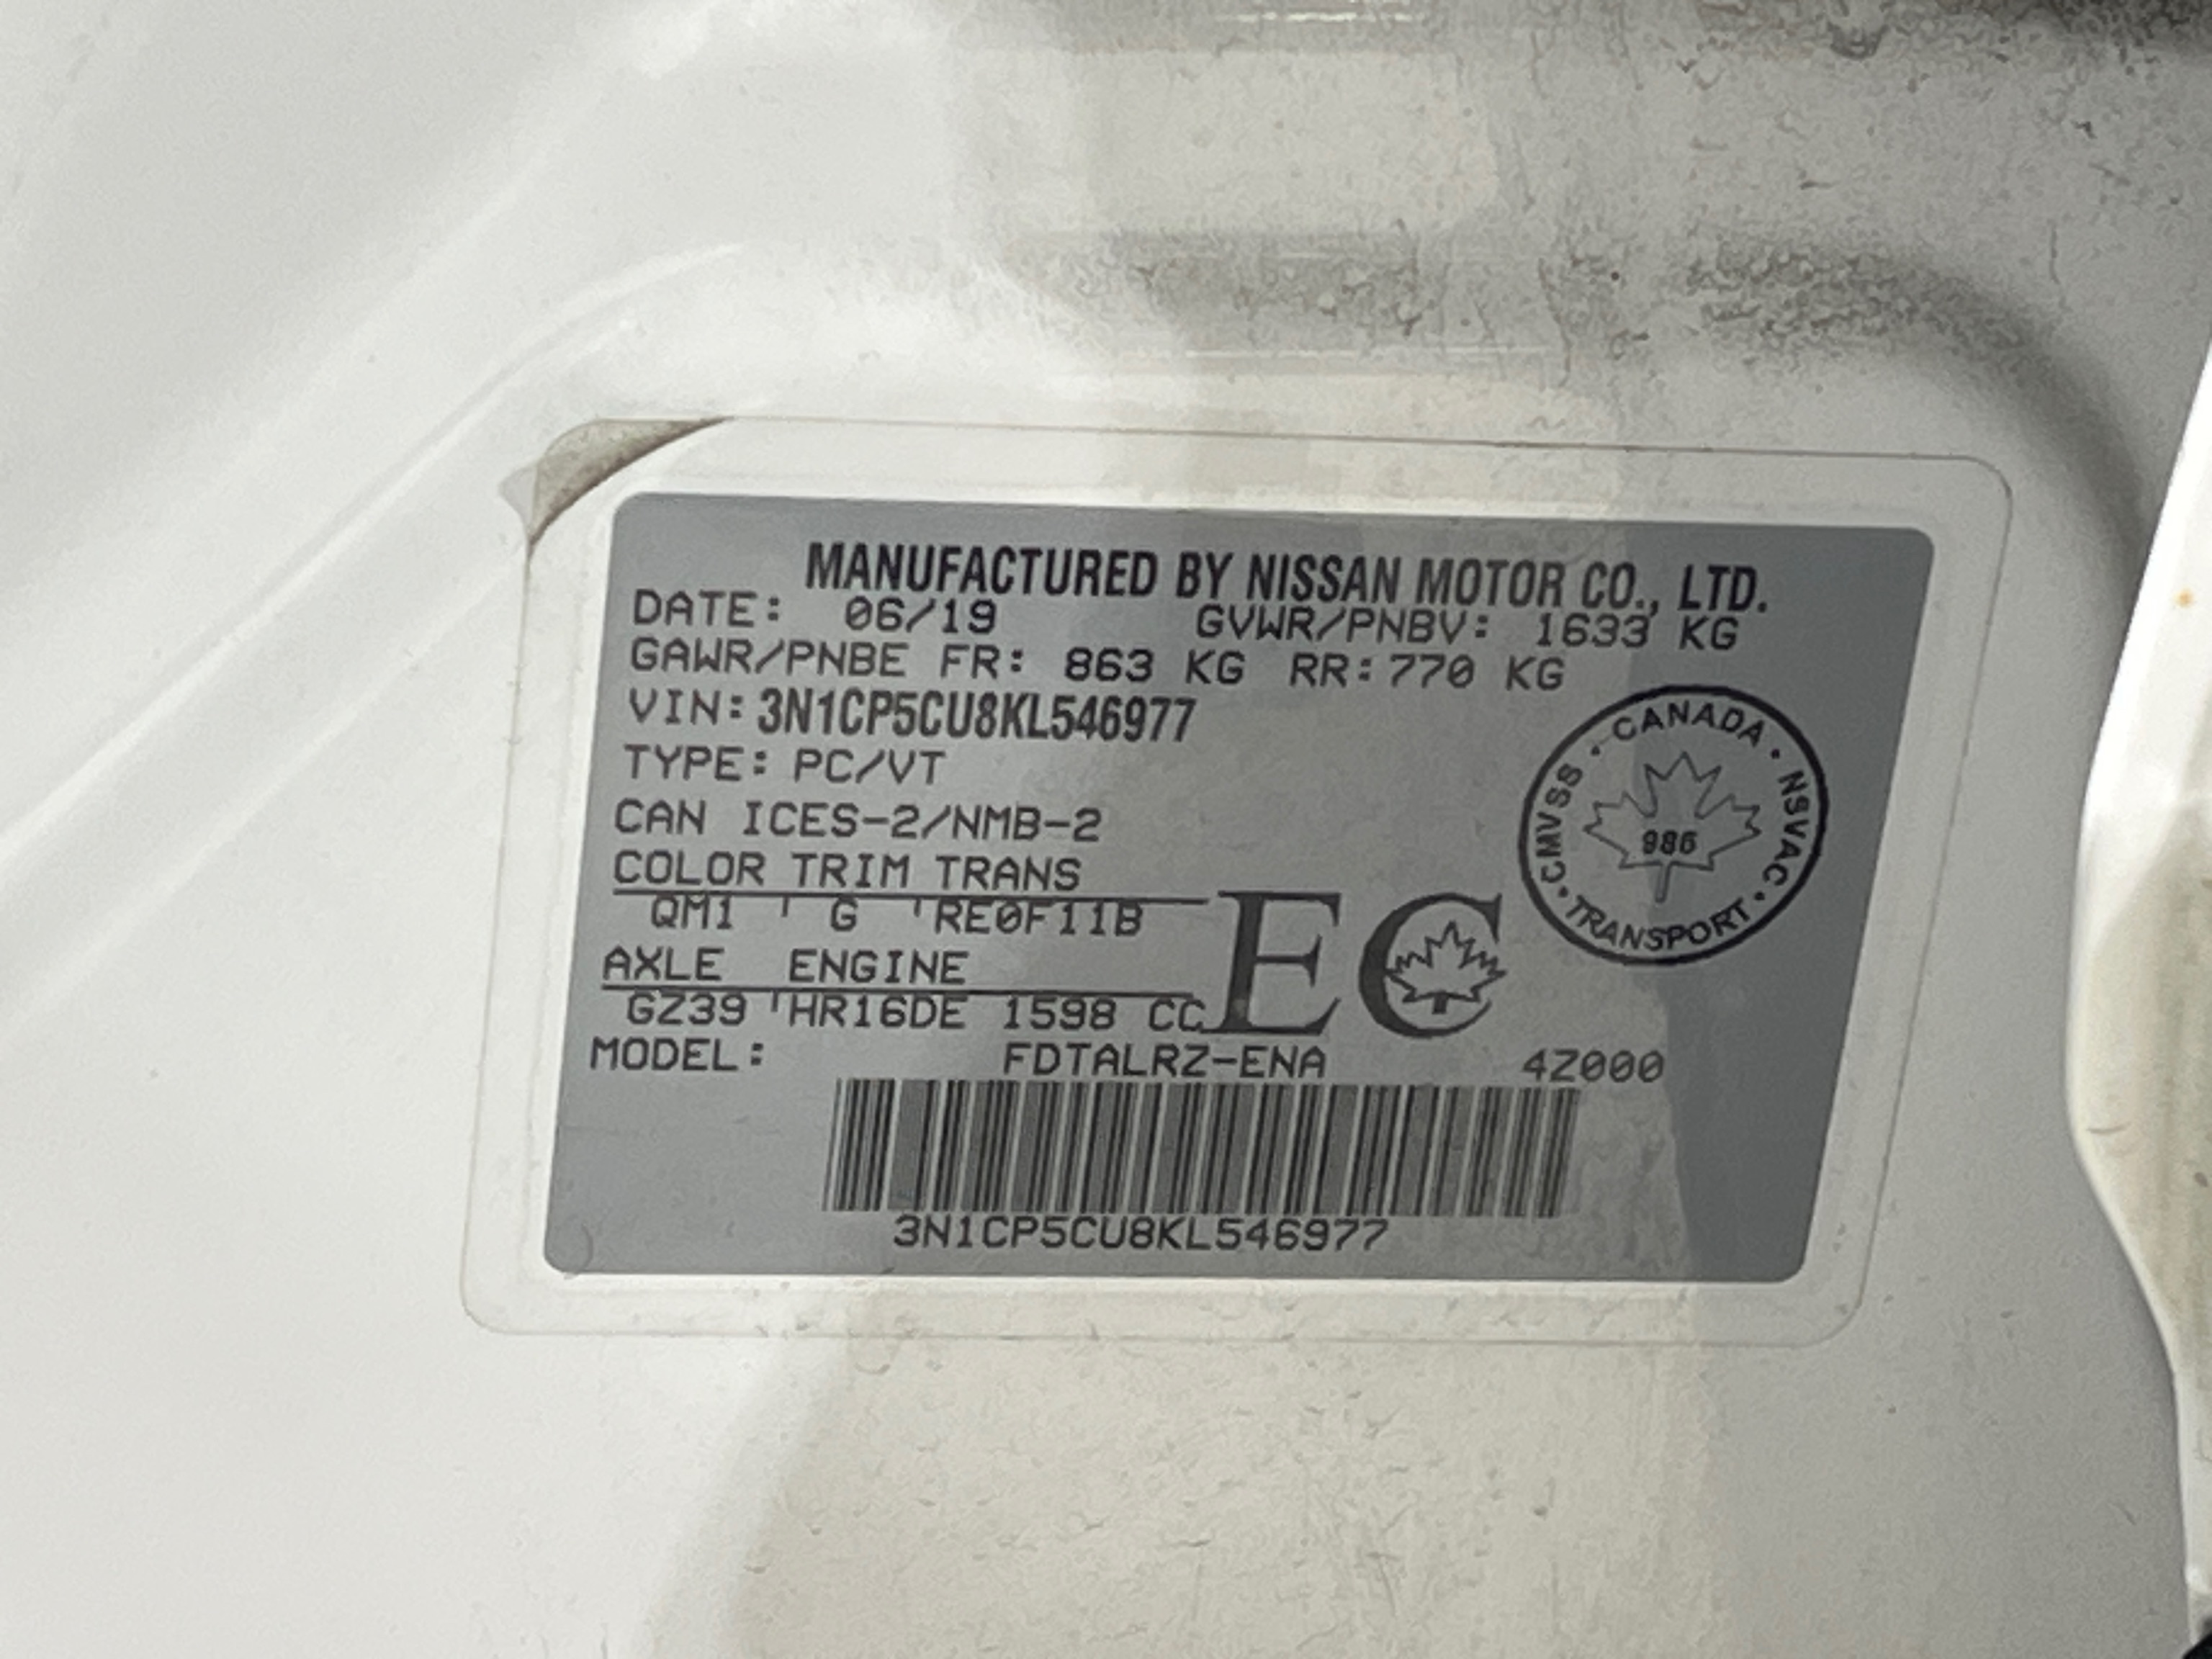 MANUFACTURED BY NISSAN MOTOR CO., LTD.
DATE: 06/19 GVWR/PNBV: 1633 KG
GAWR/PNBE FR: 863 KG RR: 770 KG
VIN: 3N1CP5CU8KL546977
TYPE: PC/VT
CAN ICES-2/NMB-2
COLOR TRIM TRANS
QM1 G RE0F11B
AXLE ENGINE
GZ39 HR16DE 1598 CC
EC
CANADA · NSVAC · TRANSPORT · CMVSS ·
986
MODEL: FDTALRZ-ENA 4Z000
3N1CP5CU8KL546977